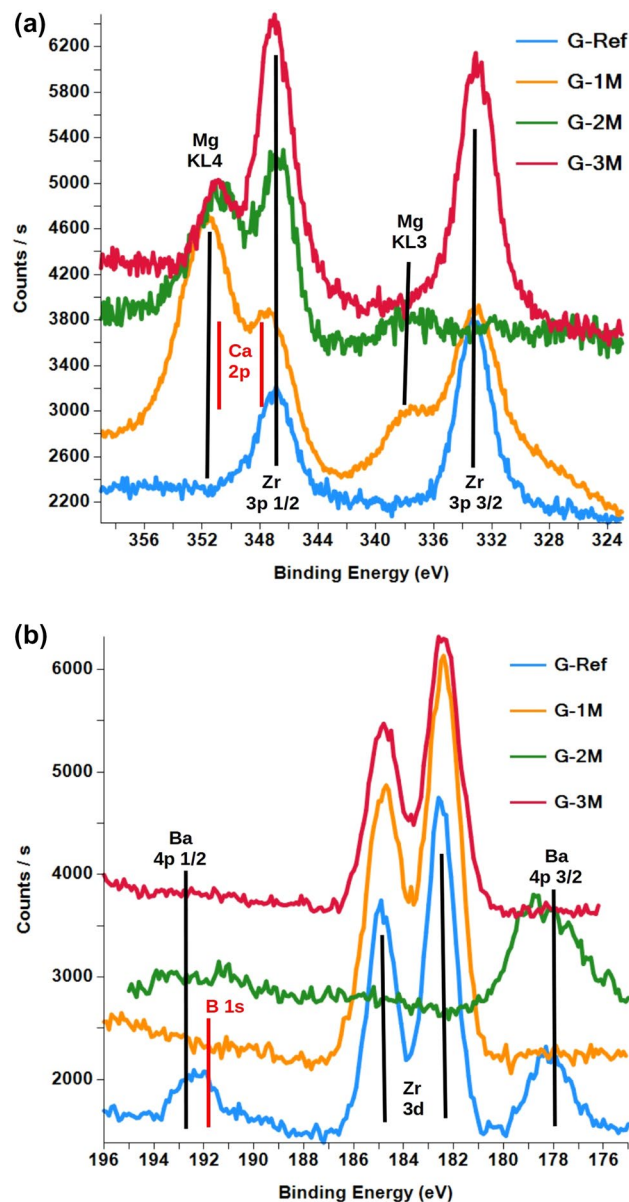 (a)
6200
5800
5400
5000
4600
4200
3800
3400
3000
2600
2200
Counts / s
G-Ref
G-1M
G-2M
G-3M
Mg
KL4
Mg
KL3
Ca
2p
Zr
3p 1/2
Zr
3p 3/2
356 352 348 344 340 336 332 328 324
Binding Energy (eV)
(b)
6000
5000
4000
3000
2000
Counts / s
G-Ref
G-1M
G-2M
G-3M
Ba
4p 1/2
Ba
4p 3/2
B 1s
Zr
3d
196 194 192 190 188 186 184 182 180 178 176
Binding Energy (eV)